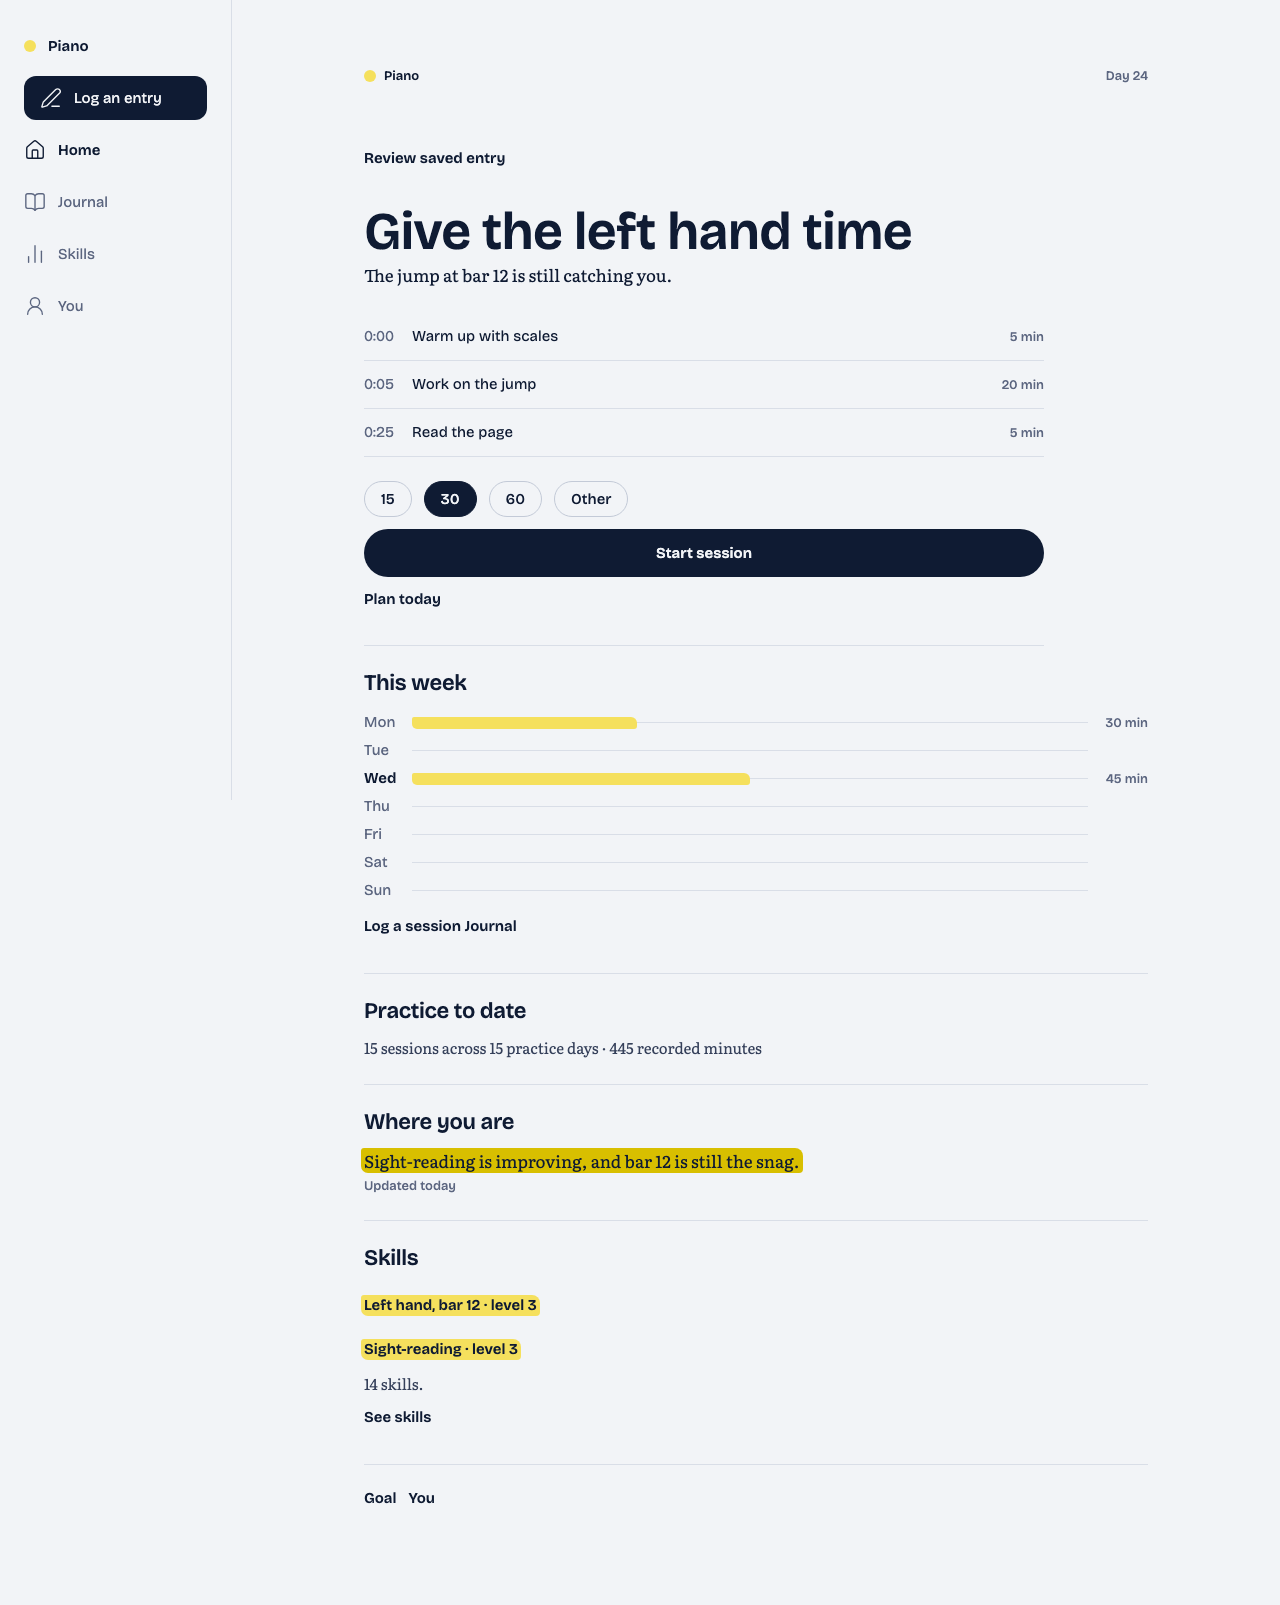 Piano
Log an entry
Home
Journal
Skills
You
Piano
Day 24
Review saved entry
Give the left hand time
The jump at bar 12 is still catching you.
0:00 Warm up with scales 5 min
0:05 Work on the jump 20 min
0:25 Read the page 5 min
15 30 60 Other
Start session
Plan today
This week
Mon 30 min
Tue
Wed 45 min
Thu
Fri
Sat
Sun
Log a session Journal
Practice to date
15 sessions across 15 practice days · 445 recorded minutes
Where you are
Sight-reading is improving, and bar 12 is still the snag.
Updated today
Skills
Left hand, bar 12 · level 3
Sight-reading · level 3
14 skills.
See skills
Goal You